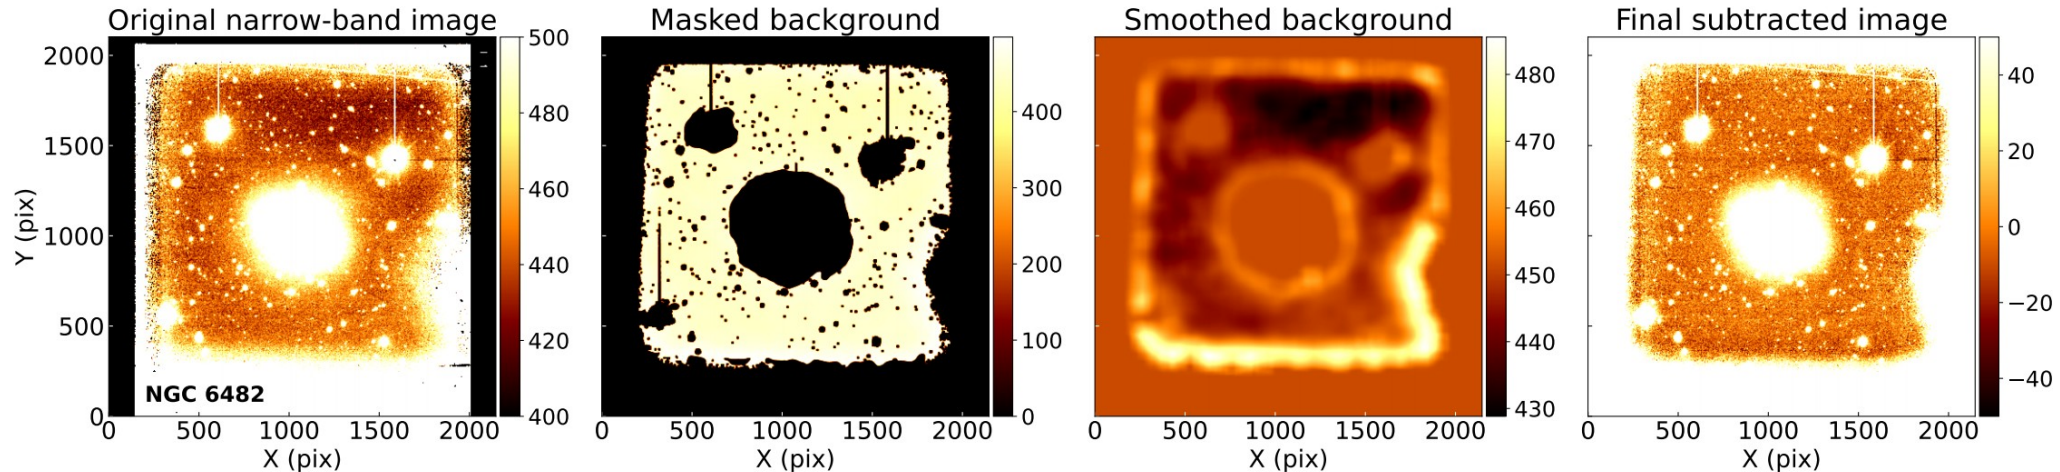 Original narrow-band image
Masked background
Smoothed background
Final subtracted image
Y (pix)
2000
1500
1000
500
0
NGC 6482
0 500 1000 1500 2000
X (pix)
500
480
460
440
420
400
0 500 1000 1500 2000
X (pix)
400
300
200
100
0
0 500 1000 1500 2000
X (pix)
480
470
460
450
440
430
0 500 1000 1500 2000
X (pix)
40
20
0
−20
−40